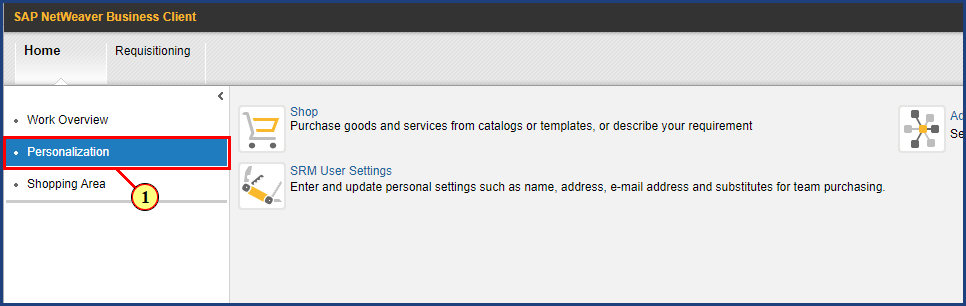 SAP NetWeaver Business Client
Home
Requisitioning
Work Overview
Personalization
Shopping Area
1
Shop
Purchase goods and services from catalogs or templates, or describe your requirement
SRM User Settings
Enter and update personal settings such as name, address, e-mail address and substitutes for team purchasing.
Ad
Se